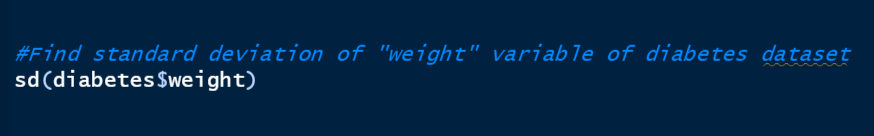 #Find standard deviation of "weight" variable of diabetes dataset
sd(diabetes$weight)